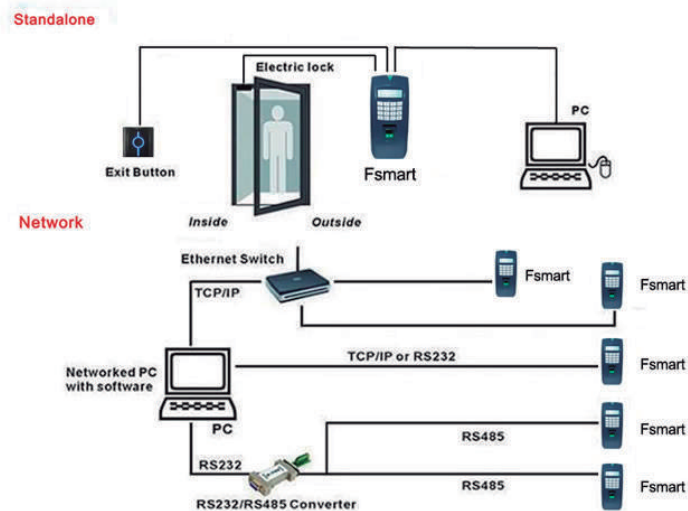 Standalone
Electric lock
PC
Exit Button
Fsmart
Inside
Outside
Network
Ethernet Switch
TCP/IP
Fsmart
Fsmart
TCP/IP or RS232
Networked PC
with software
Fsmart
PC
RS485
Fsmart
RS232
RS485
Fsmart
RS232/RS485 Converter